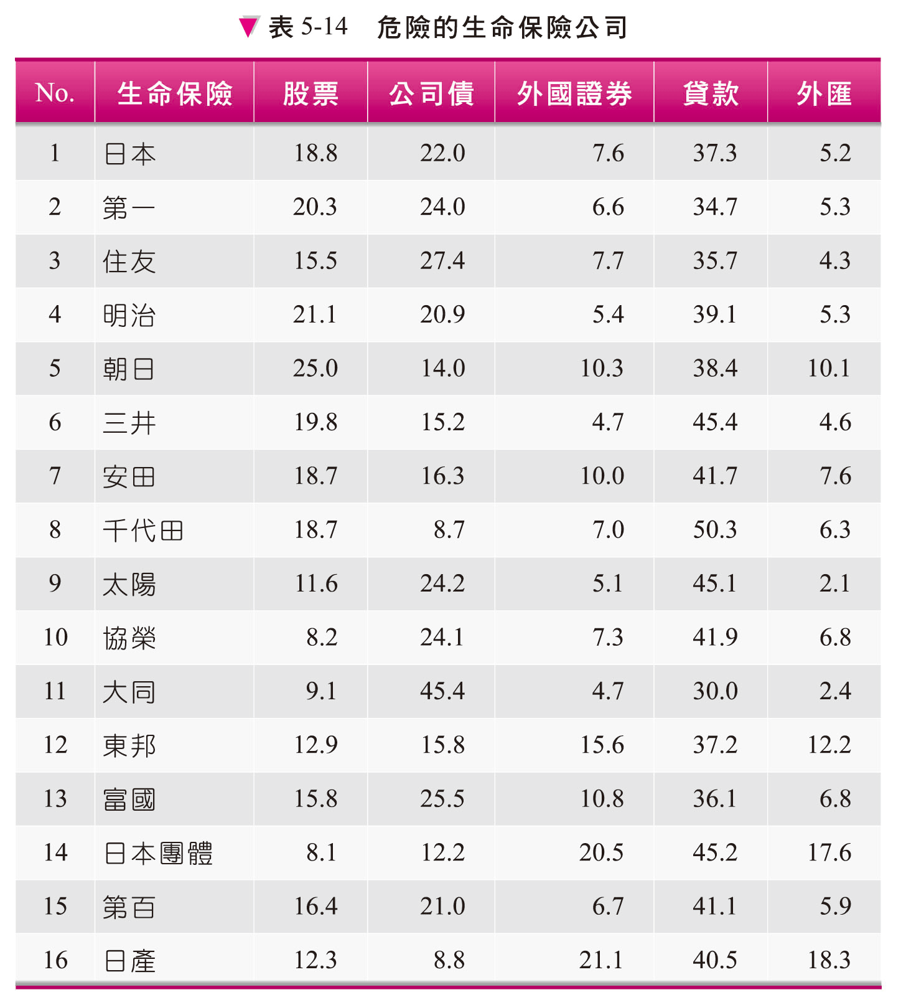 ▼ 表 5-14 危險的生命保險公司
No. 生命保險 股票 公司債 外國證券 貸款 外匯
1 日本 18.8 22.0 7.6 37.3 5.2
2 第一 20.3 24.0 6.6 34.7 5.3
3 住友 15.5 27.4 7.7 35.7 4.3
4 明治 21.1 20.9 5.4 39.1 5.3
5 朝日 25.0 14.0 10.3 38.4 10.1
6 三井 19.8 15.2 4.7 45.4 4.6
7 安田 18.7 16.3 10.0 41.7 7.6
8 千代田 18.7 8.7 7.0 50.3 6.3
9 太陽 11.6 24.2 5.1 45.1 2.1
10 協榮 8.2 24.1 7.3 41.9 6.8
11 大同 9.1 45.4 4.7 30.0 2.4
12 東邦 12.9 15.8 15.6 37.2 12.2
13 富國 15.8 25.5 10.8 36.1 6.8
14 日本團體 8.1 12.2 20.5 45.2 17.6
15 第百 16.4 21.0 6.7 41.1 5.9
16 日產 12.3 8.8 21.1 40.5 18.3